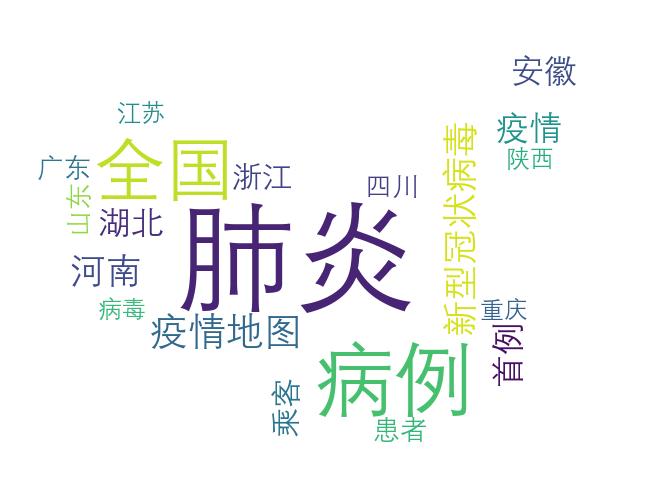 安徽
江苏
疫情
全国
陕西
广东
浙江
四川
山东
湖北
肺炎
新型冠状病毒
河南
病毒
疫情地图
重庆
首例
病例
乘客
患者